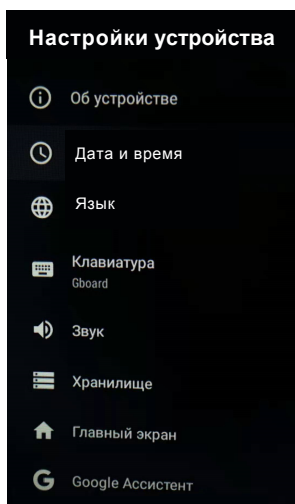 Настройки устройства
Об устройстве
Дата и время
Язык
Клавиатура
Gboard
Звук
Хранилище
Главный экран
Google Ассистент